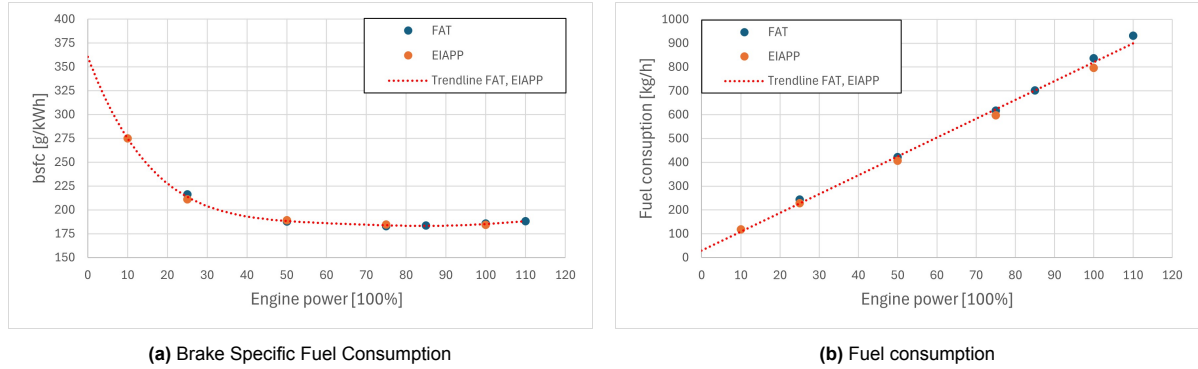 400
375
350
325
300
275
250
225
200
175
150
bsfc [g/kWh]
FAT
EIAPP
Trendline FAT, EIAPP
0 10 20 30 40 50 60 70 80 90 100 110 120
Engine power [100%]
(a) Brake Specific Fuel Consumption
1000
900
800
700
600
500
400
300
200
100
0
Fuel consuption [kg/h]
FAT
EIAPP
Trendline FAT, EIAPP
0 10 20 30 40 50 60 70 80 90 100 110 120
Engine power [100%]
(b) Fuel consumption